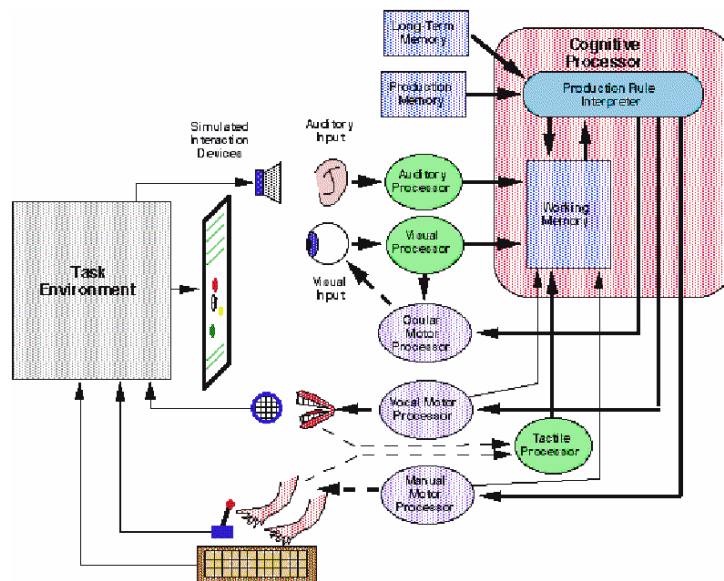 Long-Term
Memory
Cognitive
Processor
Production
Memory
Production Rule
Interpreter
Simulated
Interaction
Devices
Auditory
Input
Auditory
Processor
Working
Memory
Visual
Processor
Task
Environment
Visual
Input
Ocular
Motor
Processor
Vocal Motor
Processor
Tactile
Processor
Manual
Motor
Processor